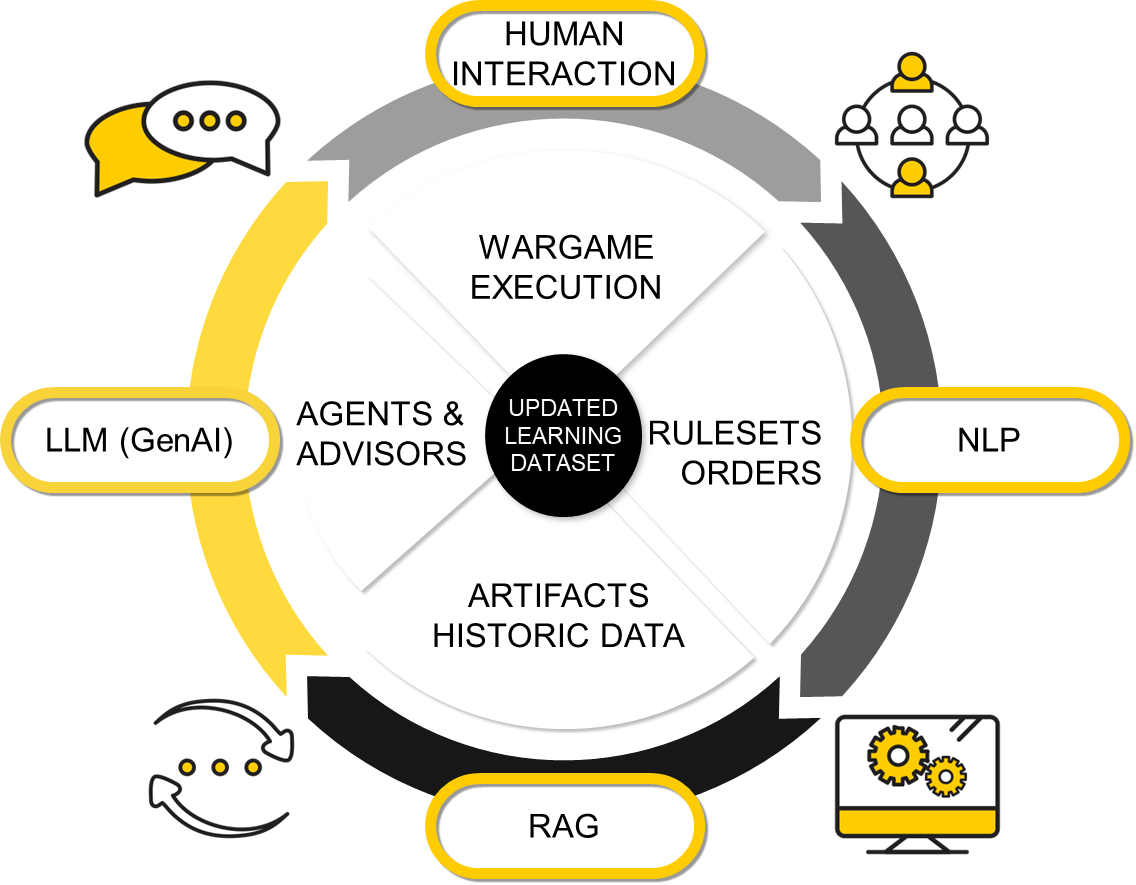 HUMAN
INTERACTION
WARGAME
EXECUTION
LLM (GenAI)
AGENTS &
ADVISORS
UPDATED
LEARNING
DATASET
RULESETS
ORDERS
NLP
ARTIFACTS
HISTORIC DATA
RAG